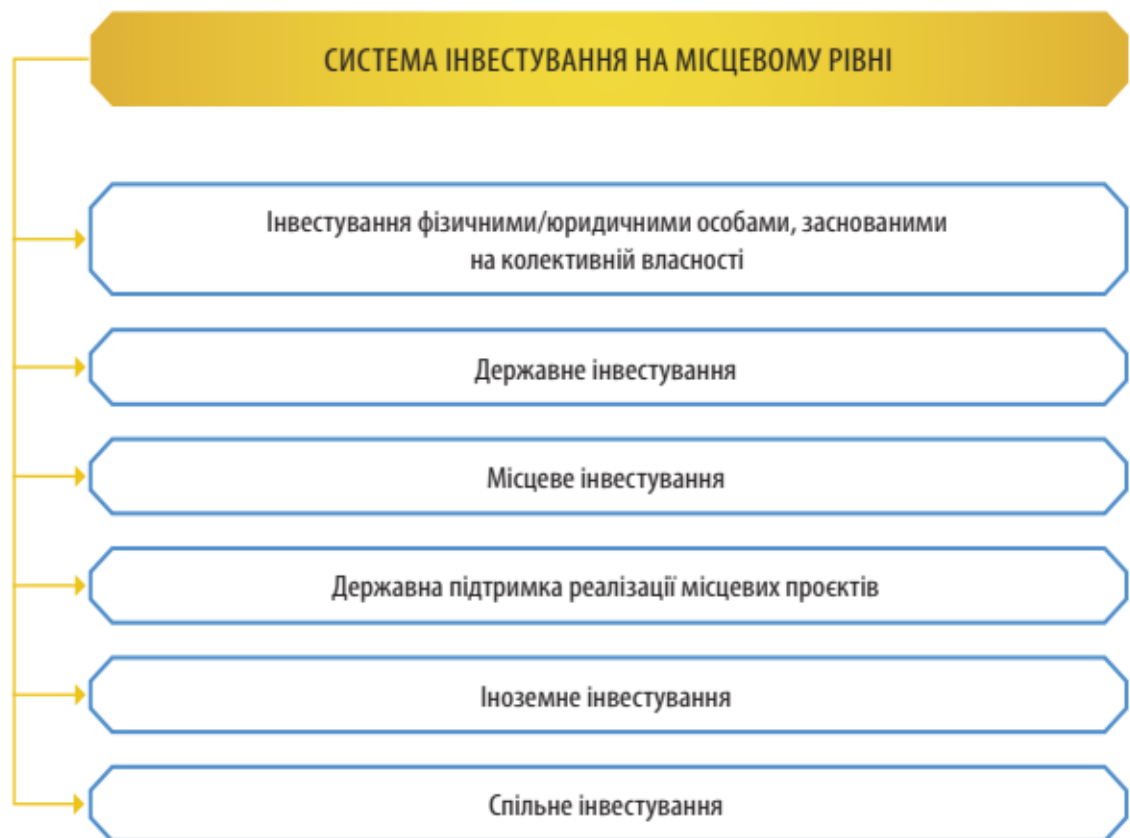 СИСТЕМА ІНВЕСТУВАННЯ НА МІСЦЕВОМУ РІВНІ
Інвестування фізичними/юридичними особами, заснованими
на колективній власності
Державне інвестування
Місцеве інвестування
Державна підтримка реалізації місцевих проєктів
Іноземне інвестування
Спільне інвестування